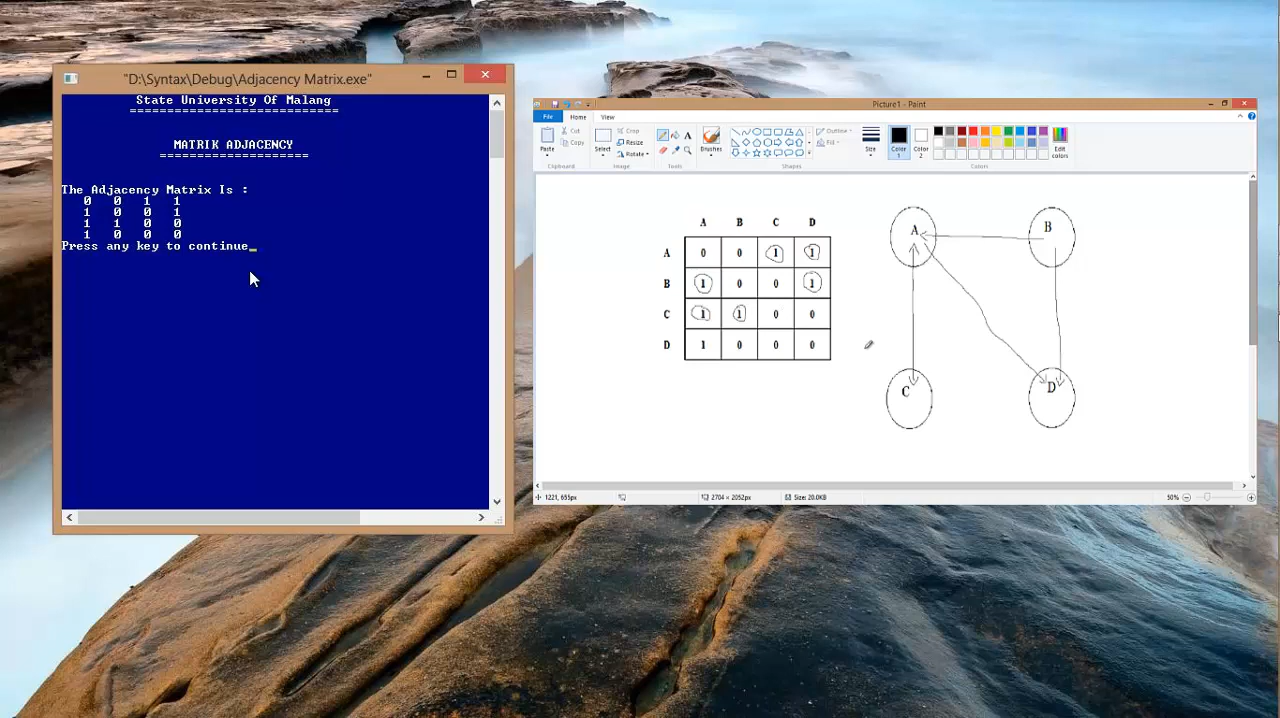 "D:\Syntax\Debug\Adjacency Matrix.exe"
State University Of Malang
==========================
MATRIK ADJACENCY
==================
The Adjacency Matrix Is :
0 0 1 1
1 0 0 1
1 1 0 0
1 0 0 0
Press any key to continue_
Picture1 - Paint
File Home View
Paste
Cut
Copy
Clipboard
Select
Crop
Resize
Rotate
Image
A
Tools
Brushes
Outline
Fill
Shapes
Size
Color 1
Color 2
Edit colors
Colors
A B C D
A 0 0 1 1
B 1 0 0 1
C 1 1 0 0
D 1 0 0 0
A B
C D
1221, 655px
2704 × 2052px
Size: 20.0KB
50%